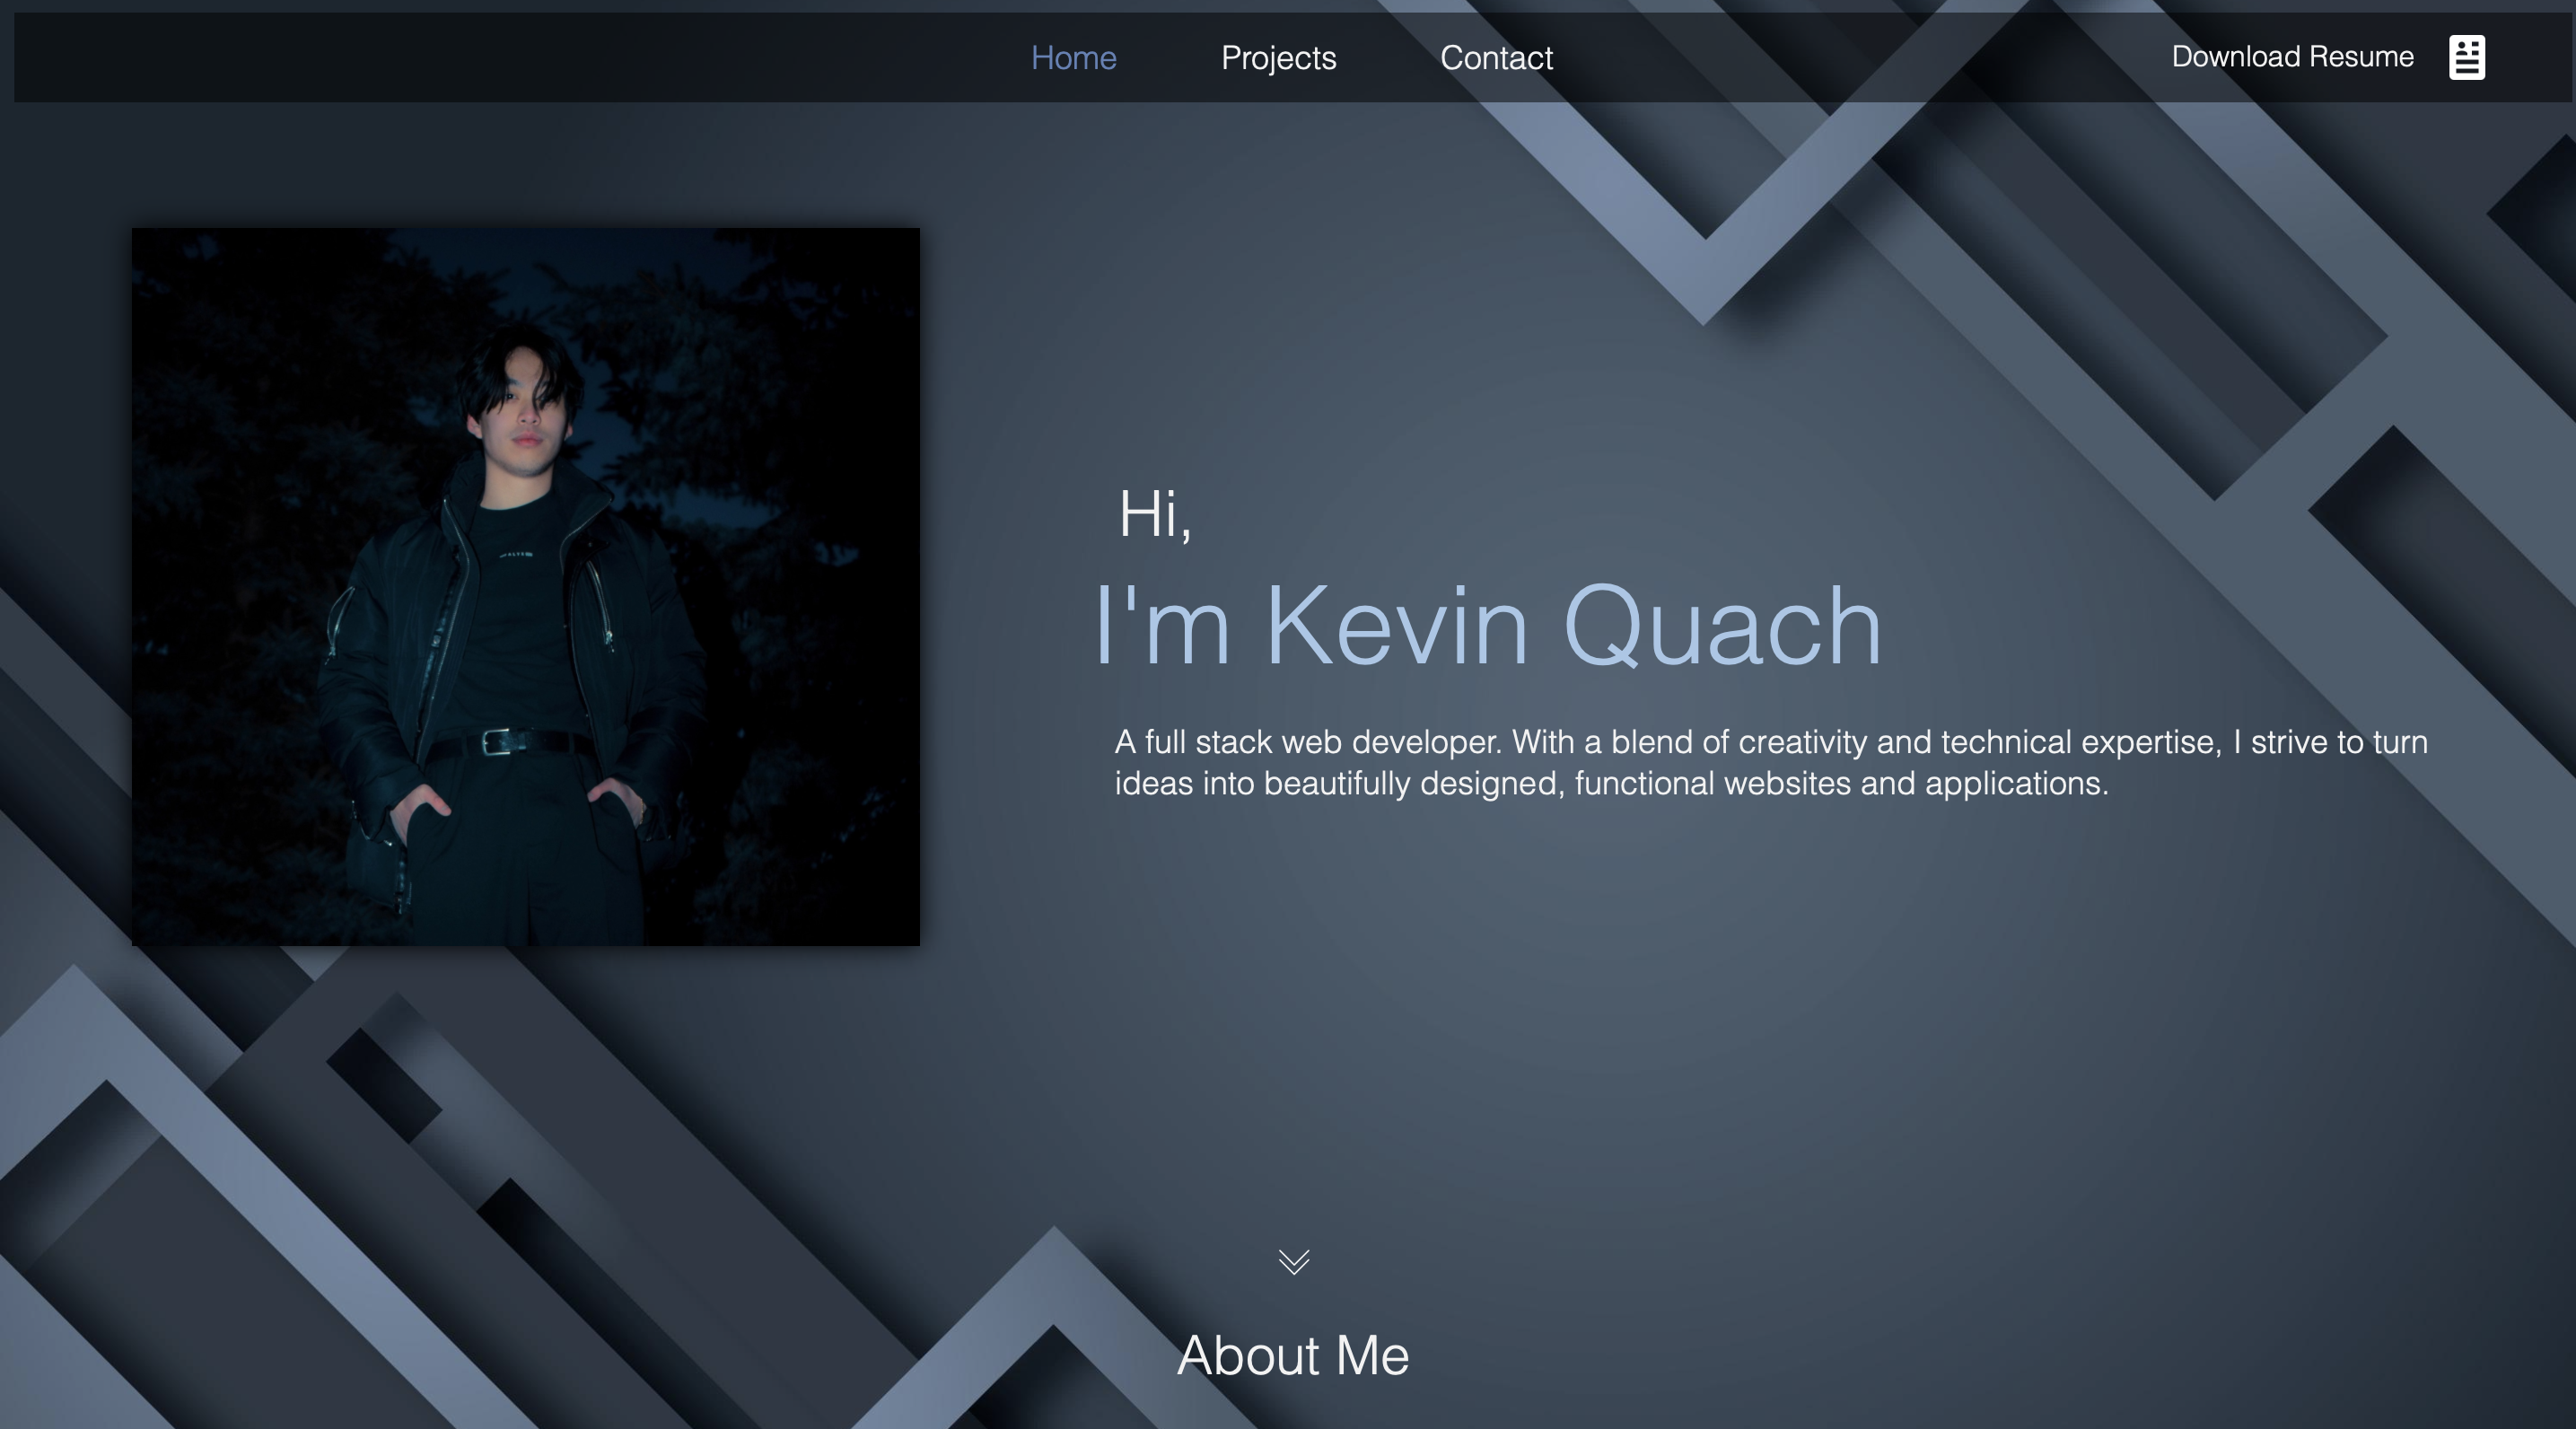 Home Projects Contact Download Resume
Hi,
I'm Kevin Quach
A full stack web developer. With a blend of creativity and technical expertise, I strive to turn
ideas into beautifully designed, functional websites and applications.
About Me